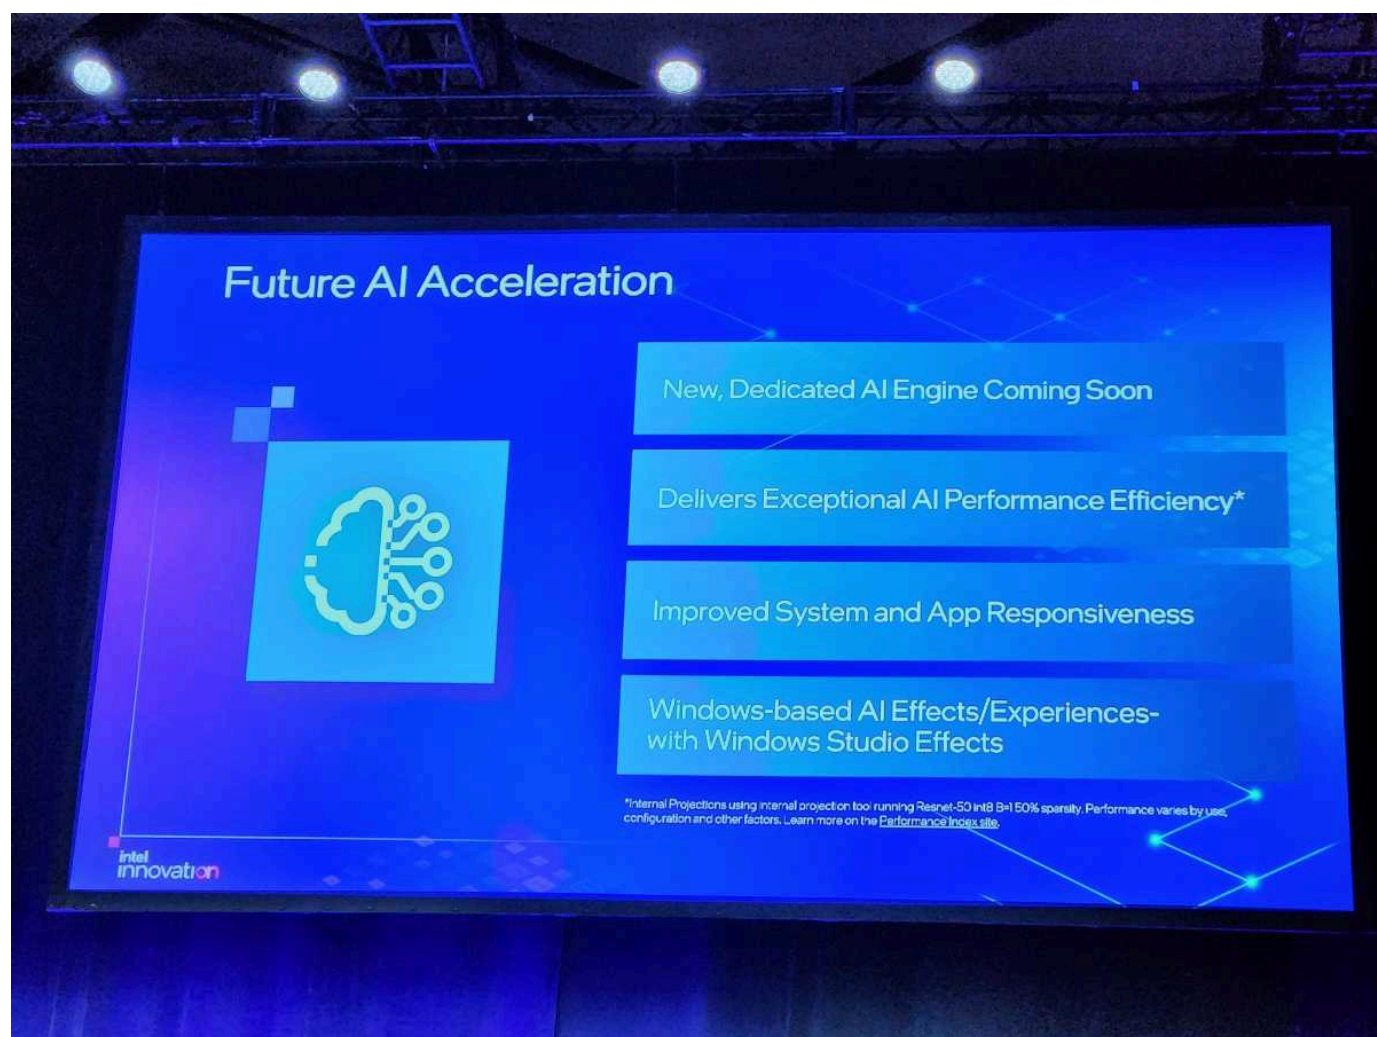 Future AI Acceleration
New, Dedicated AI Engine Coming Soon
Delivers Exceptional AI Performance Efficiency*
Improved System and App Responsiveness
Windows-based AI Effects/Experiences-
with Windows Studio Effects
*Internal Projections using internal projection tool running Resnet-50 int8 B=1 50% sparsity. Performance varies by use,
configuration and other factors. Learn more on the Performance Index site.
intel
innovation